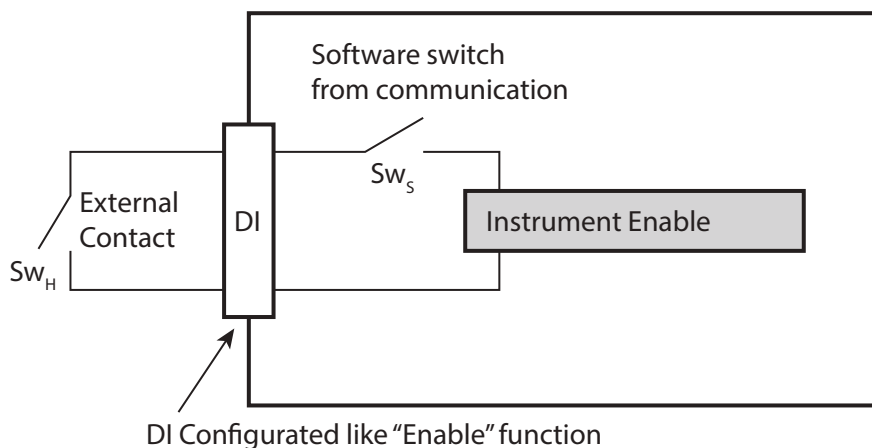 Software switch
from communication
Sw_S
External
Contact
DI
Instrument Enable
Sw_H
DI Configurated like “Enable” function